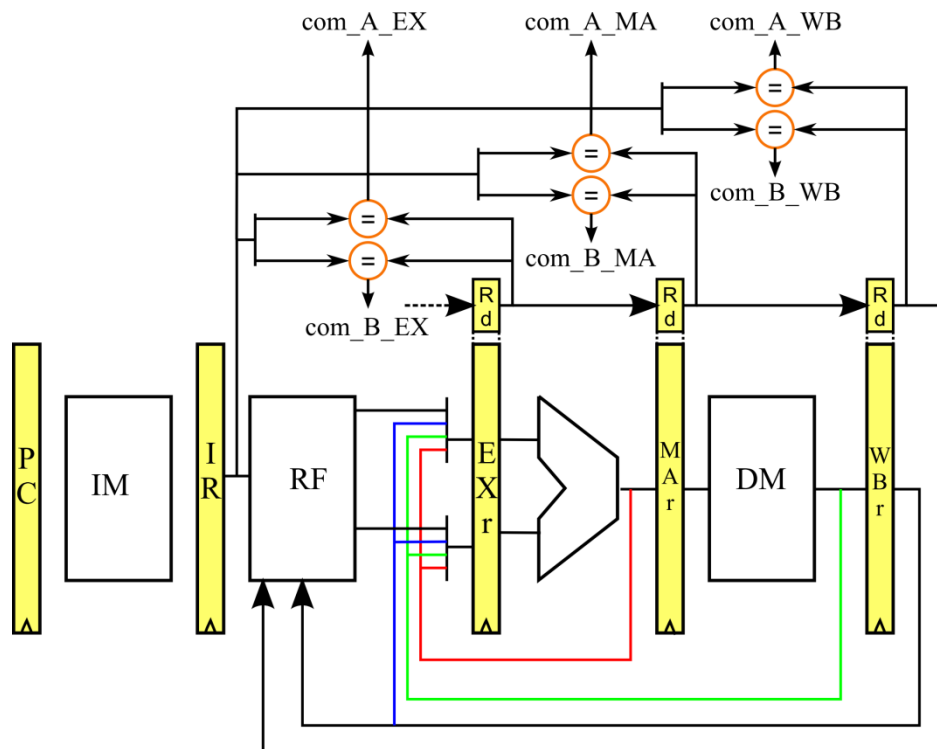 com_A_EX
com_A_MA
com_A_WB
=
=
=
=
com_B_WB
=
=
com_B_MA
com_B_EX
Rd
Rd
Rd
PC
IM
IR
RF
EXr
MAr
DM
WBr